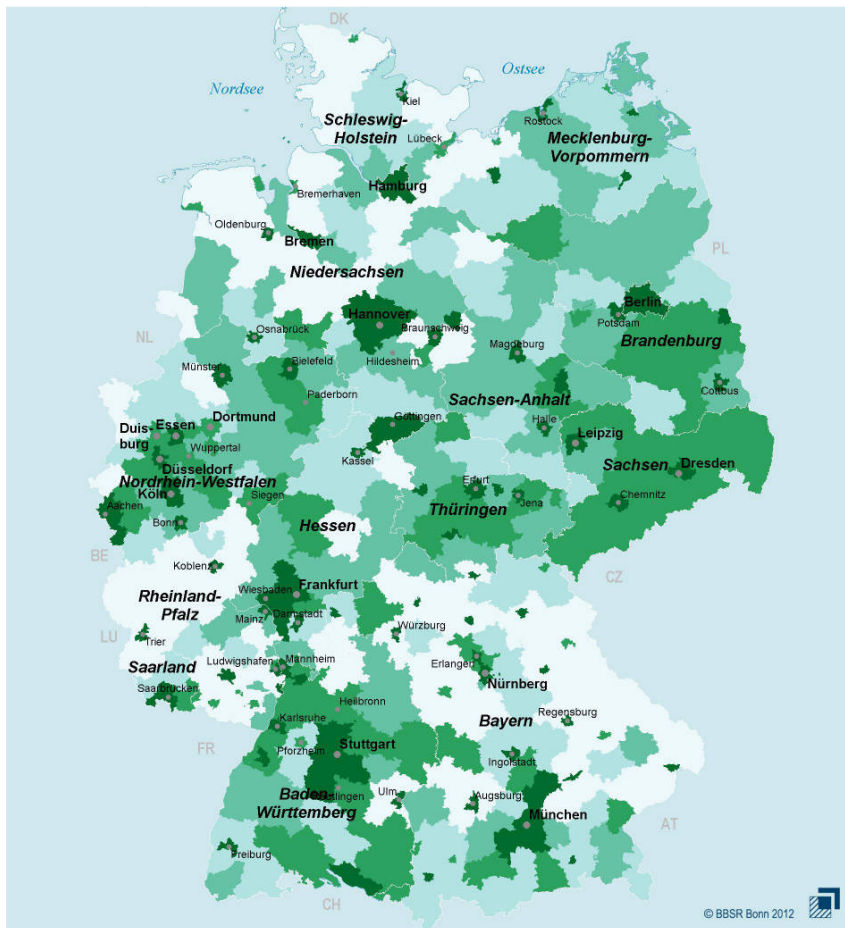 DK
Ostsee
Nordsee
Kiel
Schleswig-
Holstein
Rostock
Lübeck
Mecklenburg-
Vorpommern
Hamburg
Bremerhaven
Oldenburg
Bremen
PL
Niedersachsen
Berlin
Hannover
Potsdam
Osnabrück
Braunschweig
Brandenburg
NL
Hildesheim
Magdeburg
Münster
Bielefeld
Cottbus
Paderborn
Sachsen-Anhalt
Göttingen
Dortmund
Halle
Duis-
burg
Essen
Leipzig
Wuppertal
Kassel
Düsseldorf
Sachsen
Dresden
Nordrhein-Westfalen
Erfurt
Köln
Siegen
Jena
Chemnitz
Aachen
Thüringen
Bonn
Hessen
BE
Koblenz
CZ
Wiesbaden
Frankfurt
Rheinland-
Pfalz
Mainz
Darmstadt
Würzburg
LU
Trier
Ludwigshafen
Mannheim
Erlangen
Saarland
Nürnberg
Saarbrücken
Heilbronn
Regensburg
Bayern
Karlsruhe
FR
Pforzheim
Stuttgart
Ingolstadt
Ulm
Augsburg
Baden-
Württemberg
München
AT
Freiburg
CH
© BBSR Bonn 2012